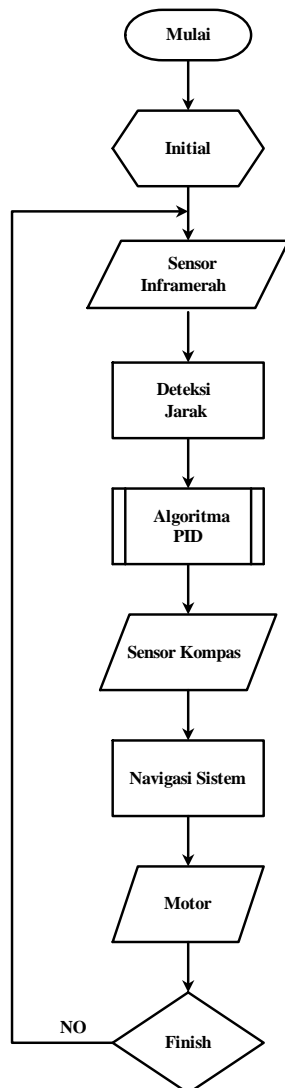 Mulai
Initial
Sensor
Inframerah
Deteksi
Jarak
Algoritma
PID
Sensor Kompas
Navigasi Sistem
Motor
NO
Finish